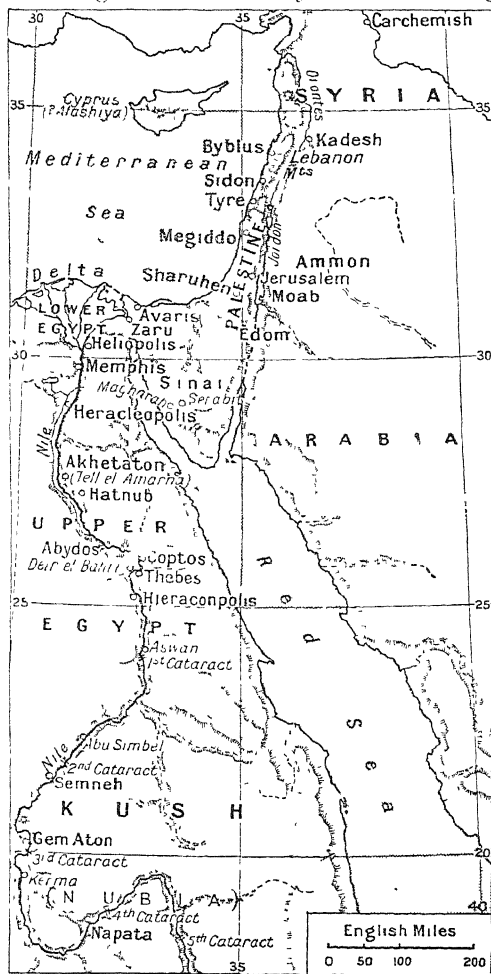 30
35
Carchemish
35
Cyprus
(? Alashiya)
Orontes
SYRIA
Mediterranean
Sea
Byblus
Kadesh
Lebanon
Mts
Sidon
Tyre
Megiddo
Jordan
PALESTINE
Ammon
Delta
Sharuhen
Jerusalem
Moab
LOWER
EGYPT
Avaris
Zaru
Edom
Heliopolis
30
30
Memphis
Sinai
Magharah
Serabit
Heracleopolis
Nile
ARABIA
Akhetaton
(Tell el Amarna)
Hatnub
UPPER
Red
Abydos
Coptos
Deir el Bahri
Thebes
Hieraconpolis
25
25
EGYPT
Aswan
1st Cataract
Sea
Nile
Abu Simbel
2nd Cataract
Semneh
KUSH
Gem Aton
3rd Cataract
20
Kerma
(NUBIA)
4th Cataract
Napata
5th Cataract
40
35
English Miles
0 50 100 200